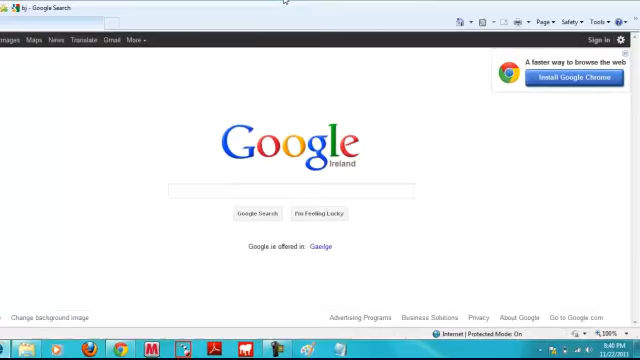 bj - Google Search
Page Safety Tools
Images Maps News Translate Gmail More
Sign in
A faster way to browse the web
Install Google Chrome
Google
Ireland
Google Search I'm Feeling Lucky
Google.ie offered in: Gaeilge
Change background image
Advertising Programs Business Solutions Privacy About Google Go to Google.com
Internet | Protected Mode: On
100%
8:40 PM
11/22/2011